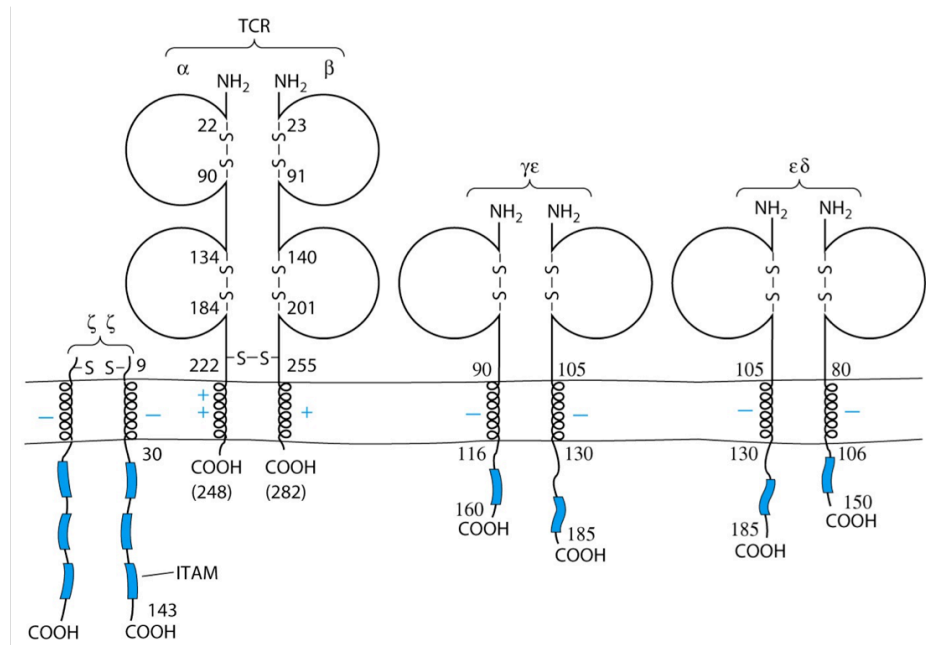 TCR
α β
NH2 NH2
22 23
S S
S S
90 91
γε εδ
NH2 NH2 NH2 NH2
134 140
S S S S S S
S S S S S S
184 201
ζ ζ
S S 9 222 S–S 255 90 105 105 80
+
– – + + – – – –
30 COOH COOH 116 130 130 106
(248) (282)
160 150
COOH 185 185 COOH
COOH COOH
ITAM
143
COOH COOH